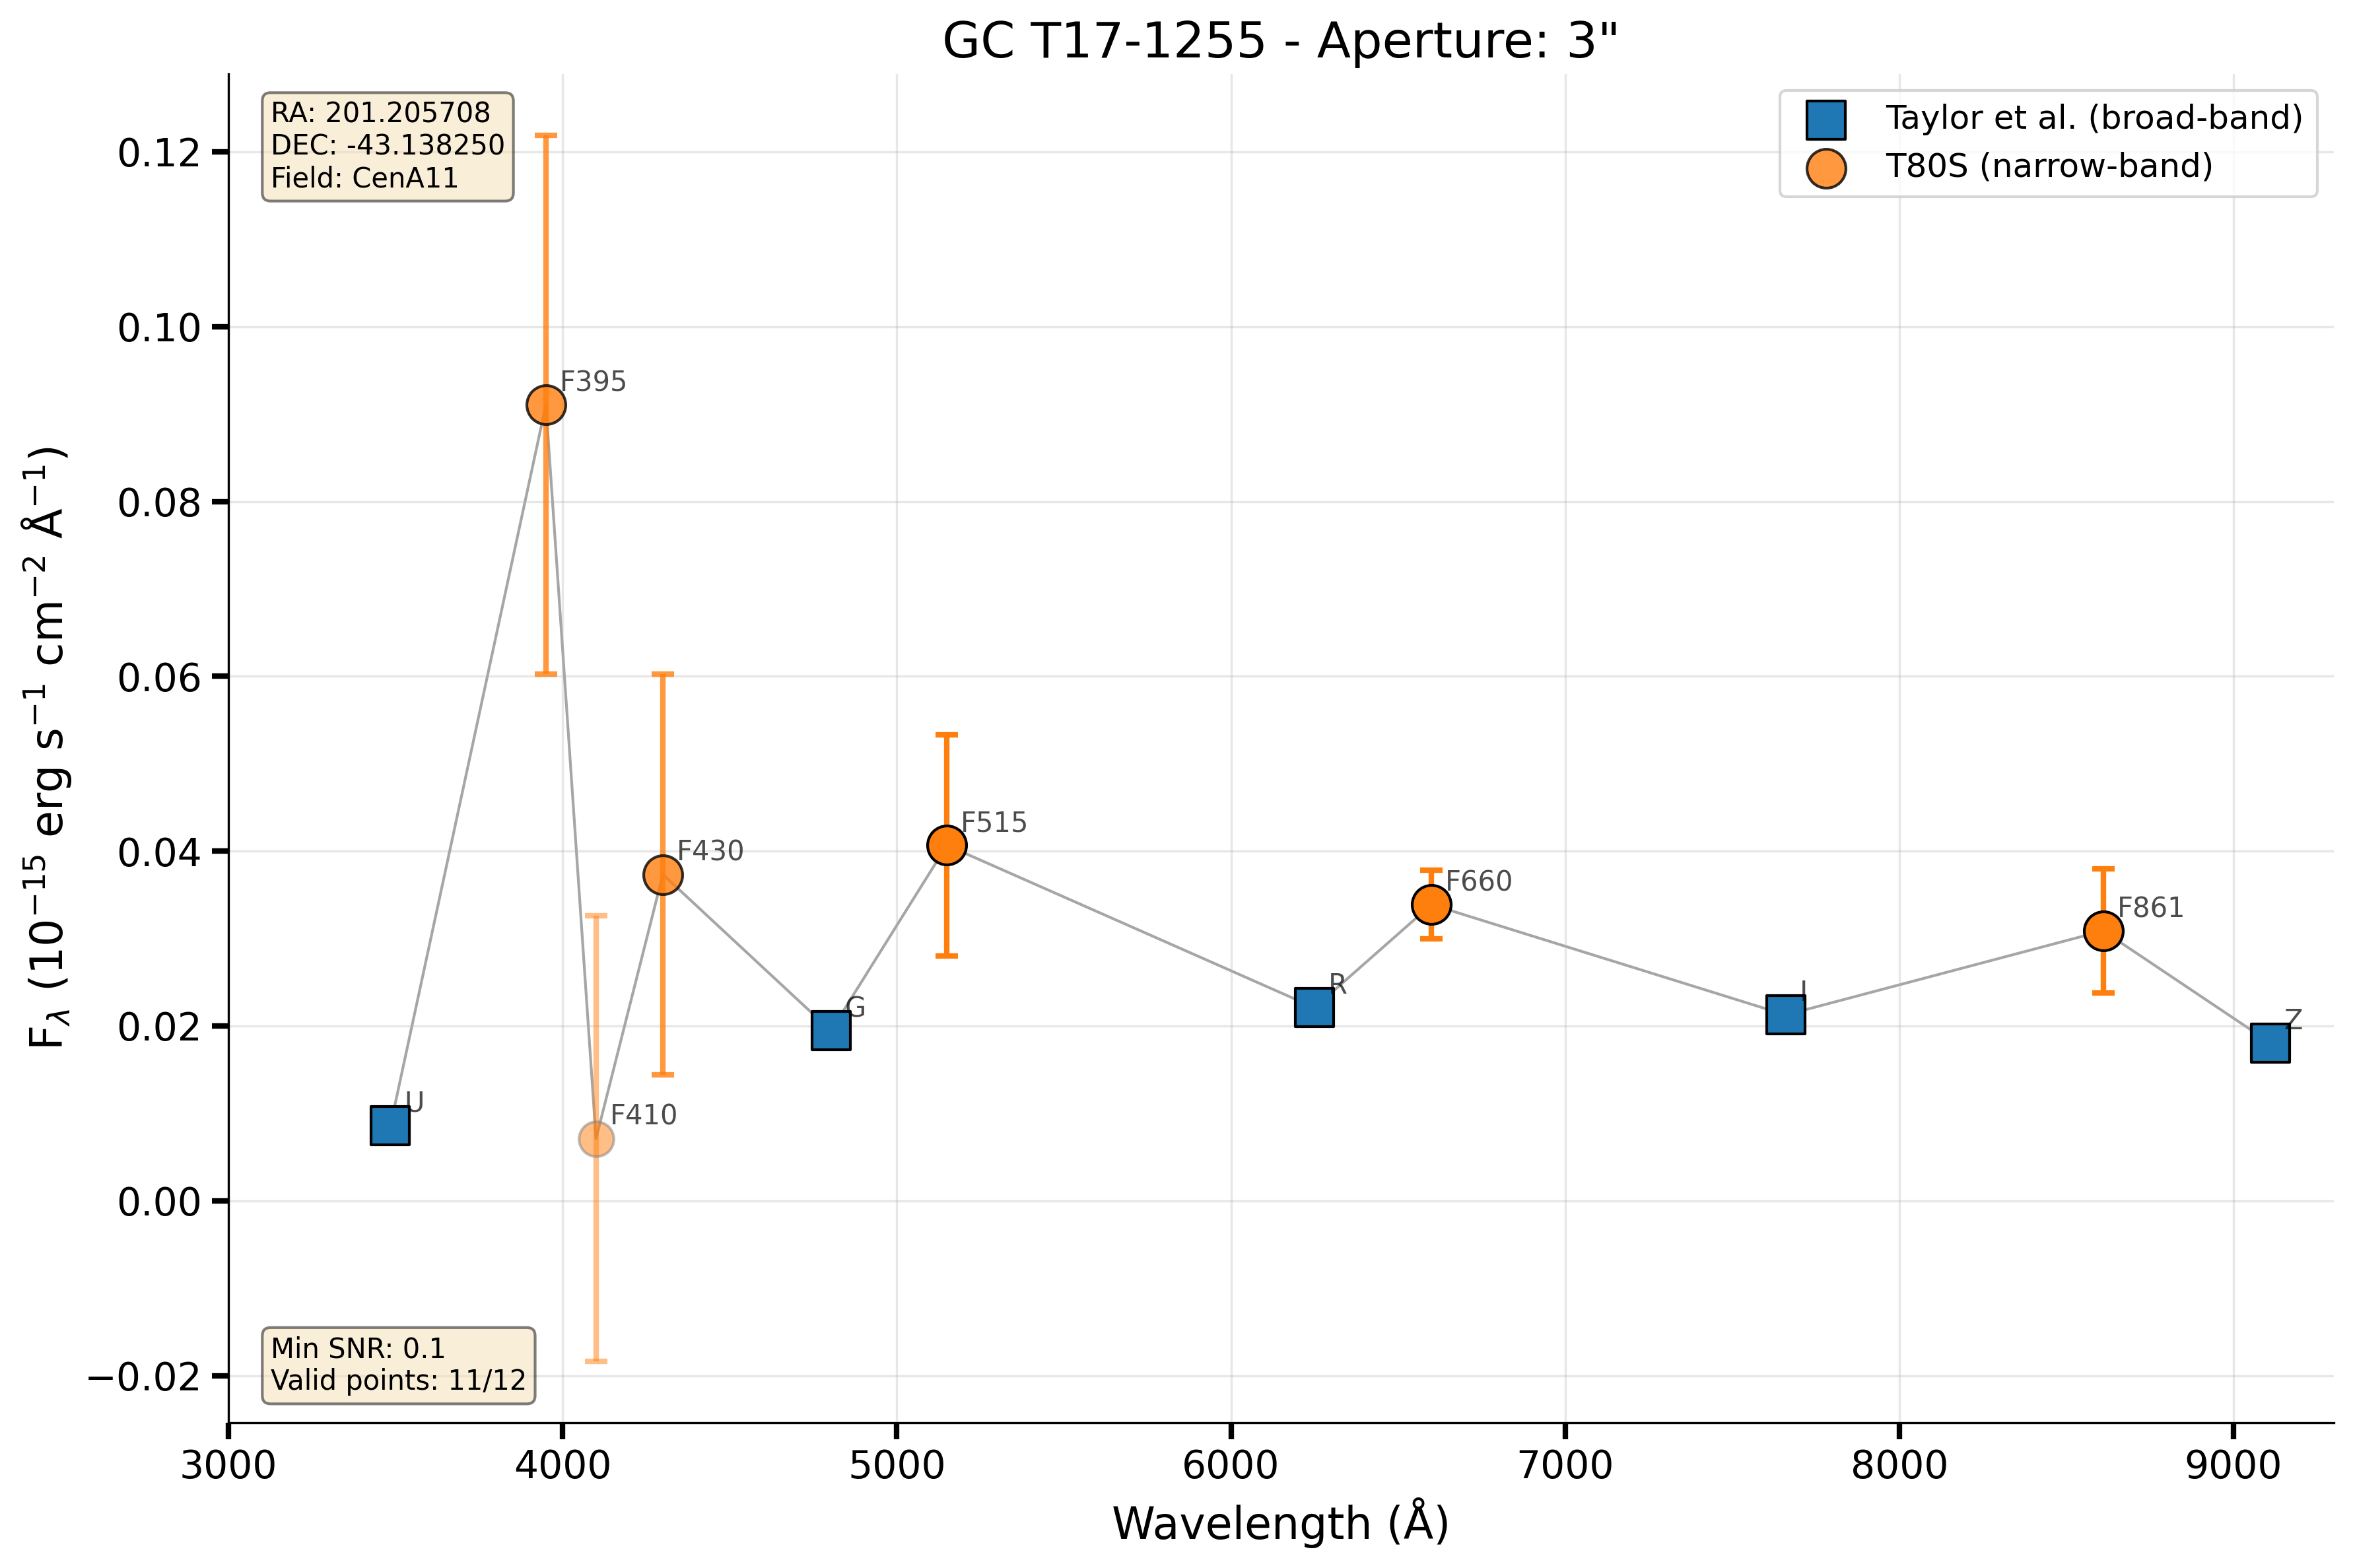 GC T17-1255 - Aperture: 3"
RA: 201.205708
DEC: -43.138250
Field: CenA11
Taylor et al. (broad-band)
T80S (narrow-band)
0.12
0.10
0.08
0.06
0.04
0.02
0.00
−0.02
F_λ (10⁻¹⁵ erg s⁻¹ cm⁻² Å⁻¹)
F395
F430
F515
F660
F861
G
R
I
Z
U
F410
Min SNR: 0.1
Valid points: 11/12
3000 4000 5000 6000 7000 8000 9000
Wavelength (Å)